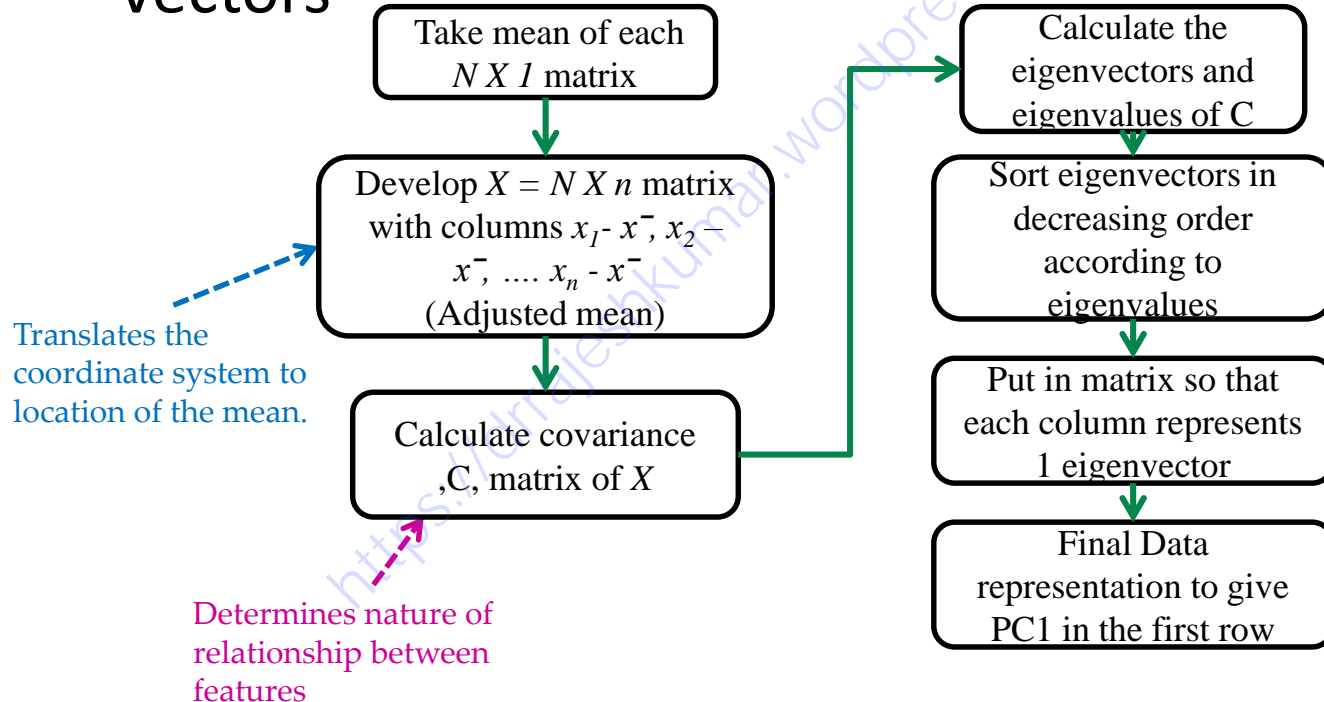 vectors
Take mean of each
N X 1 matrix
Develop X = N X n matrix
with columns x₁- x¯, x₂ –
x¯, .... xₙ - x¯
(Adjusted mean)
Translates the
coordinate system to
location of the mean.
Calculate covariance
,C, matrix of X
Determines nature of
relationship between
features
Calculate the
eigenvectors and
eigenvalues of C
Sort eigenvectors in
decreasing order
according to
eigenvalues
Put in matrix so that
each column represents
1 eigenvector
Final Data
representation to give
PC1 in the first row
https://drrajeshkumar.wordpre